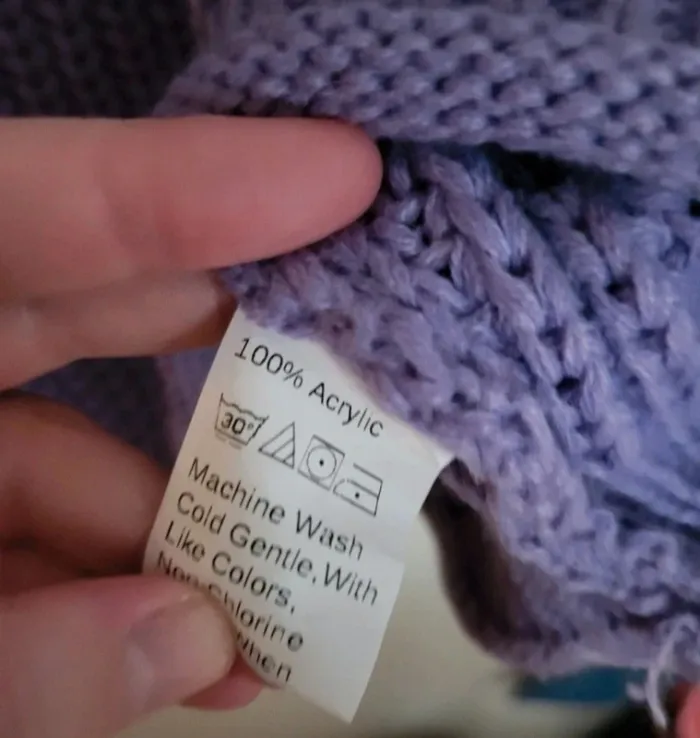 100% Acrylic
30°
Machine Wash
Cold Gentle, With
Like Colors,
Non-Chlorine
When